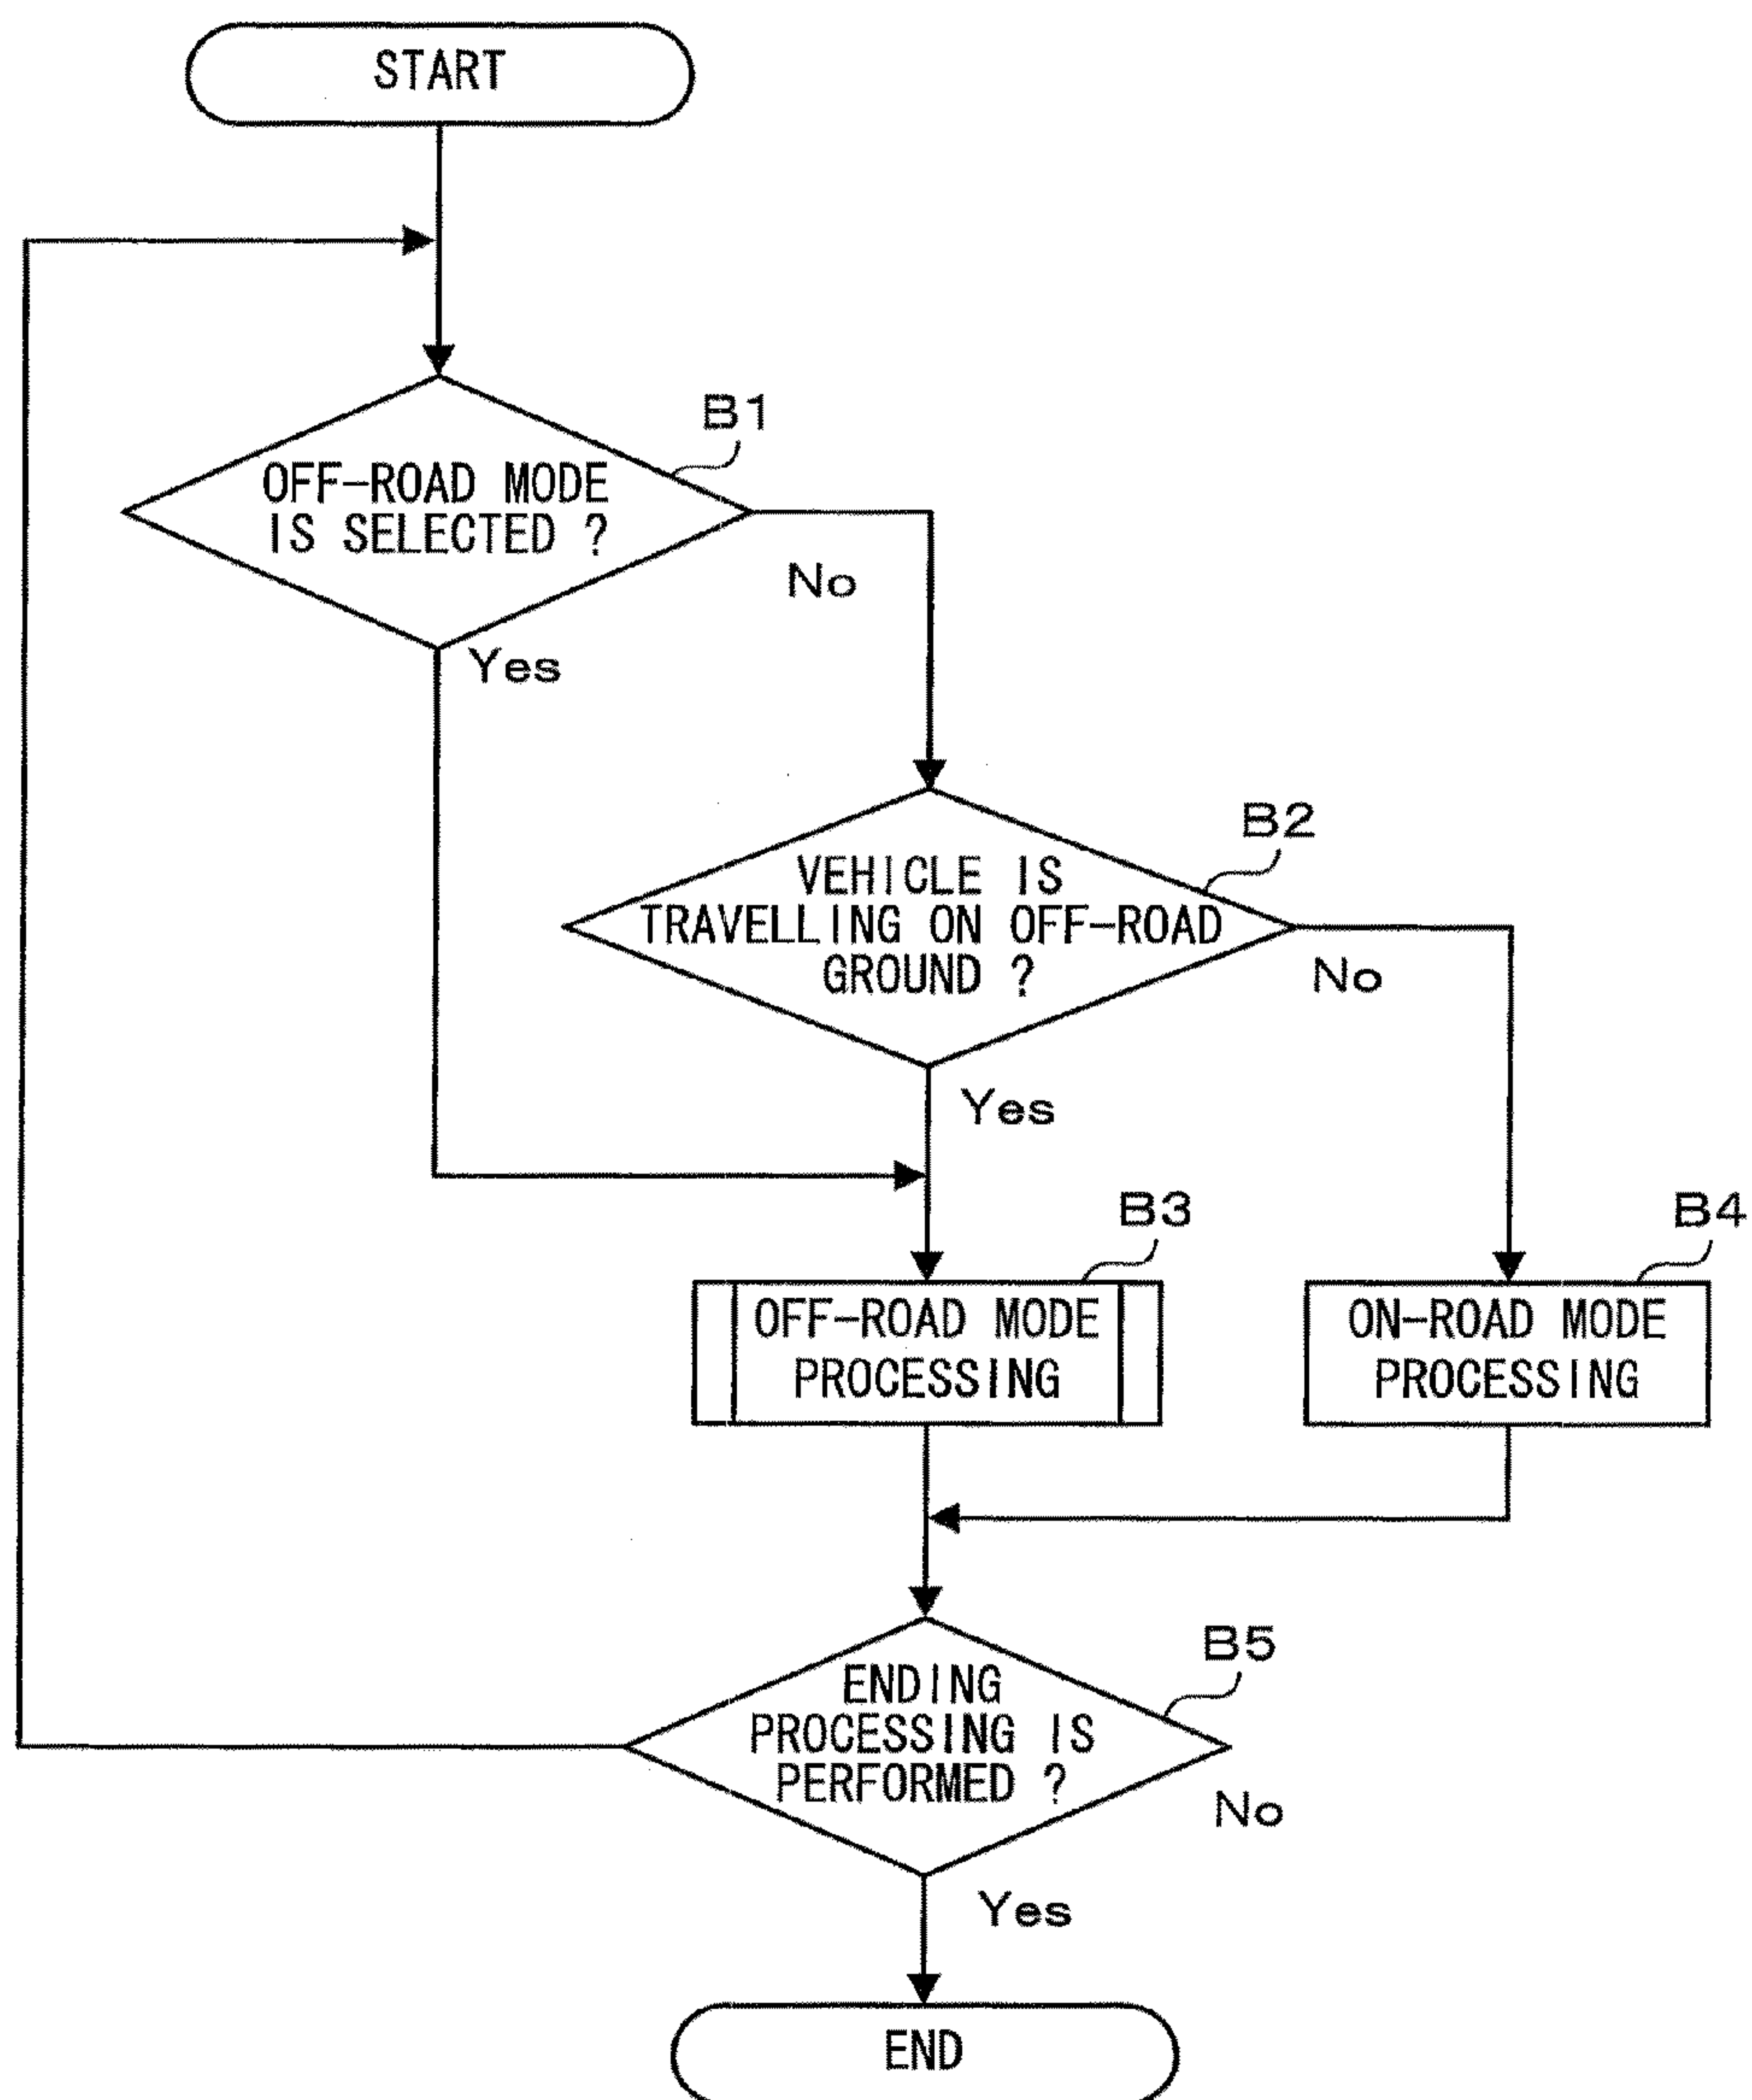 START
B1
OFF-ROAD MODE
IS SELECTED ?
No
Yes
B2
VEHICLE IS
TRAVELLING ON OFF-ROAD
GROUND ?
No
Yes
B3
B4
OFF-ROAD MODE
PROCESSING
ON-ROAD MODE
PROCESSING
B5
ENDING
PROCESSING IS
PERFORMED ?
No
Yes
END